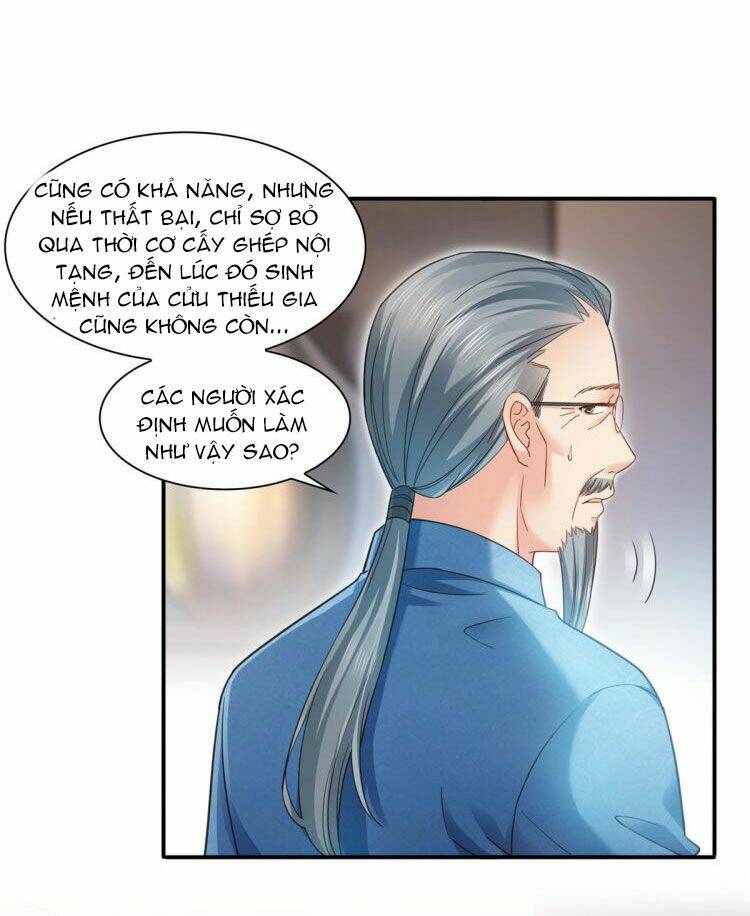 CŨNG CÓ KHẢ NĂNG, NHƯNG
NẾU THẤT BẠI, CHỈ SỢ BỎ
QUA THỜI CƠ CẤY GHÉP NỘI
TẠNG, ĐẾN LÚC ĐÓ SINH
MỆNH CỦA CỬU THIẾU GIA
CŨNG KHÔNG CÒN...
CÁC NGƯỜI XÁC
ĐỊNH MUỐN LÀM
NHƯ VẬY SAO?